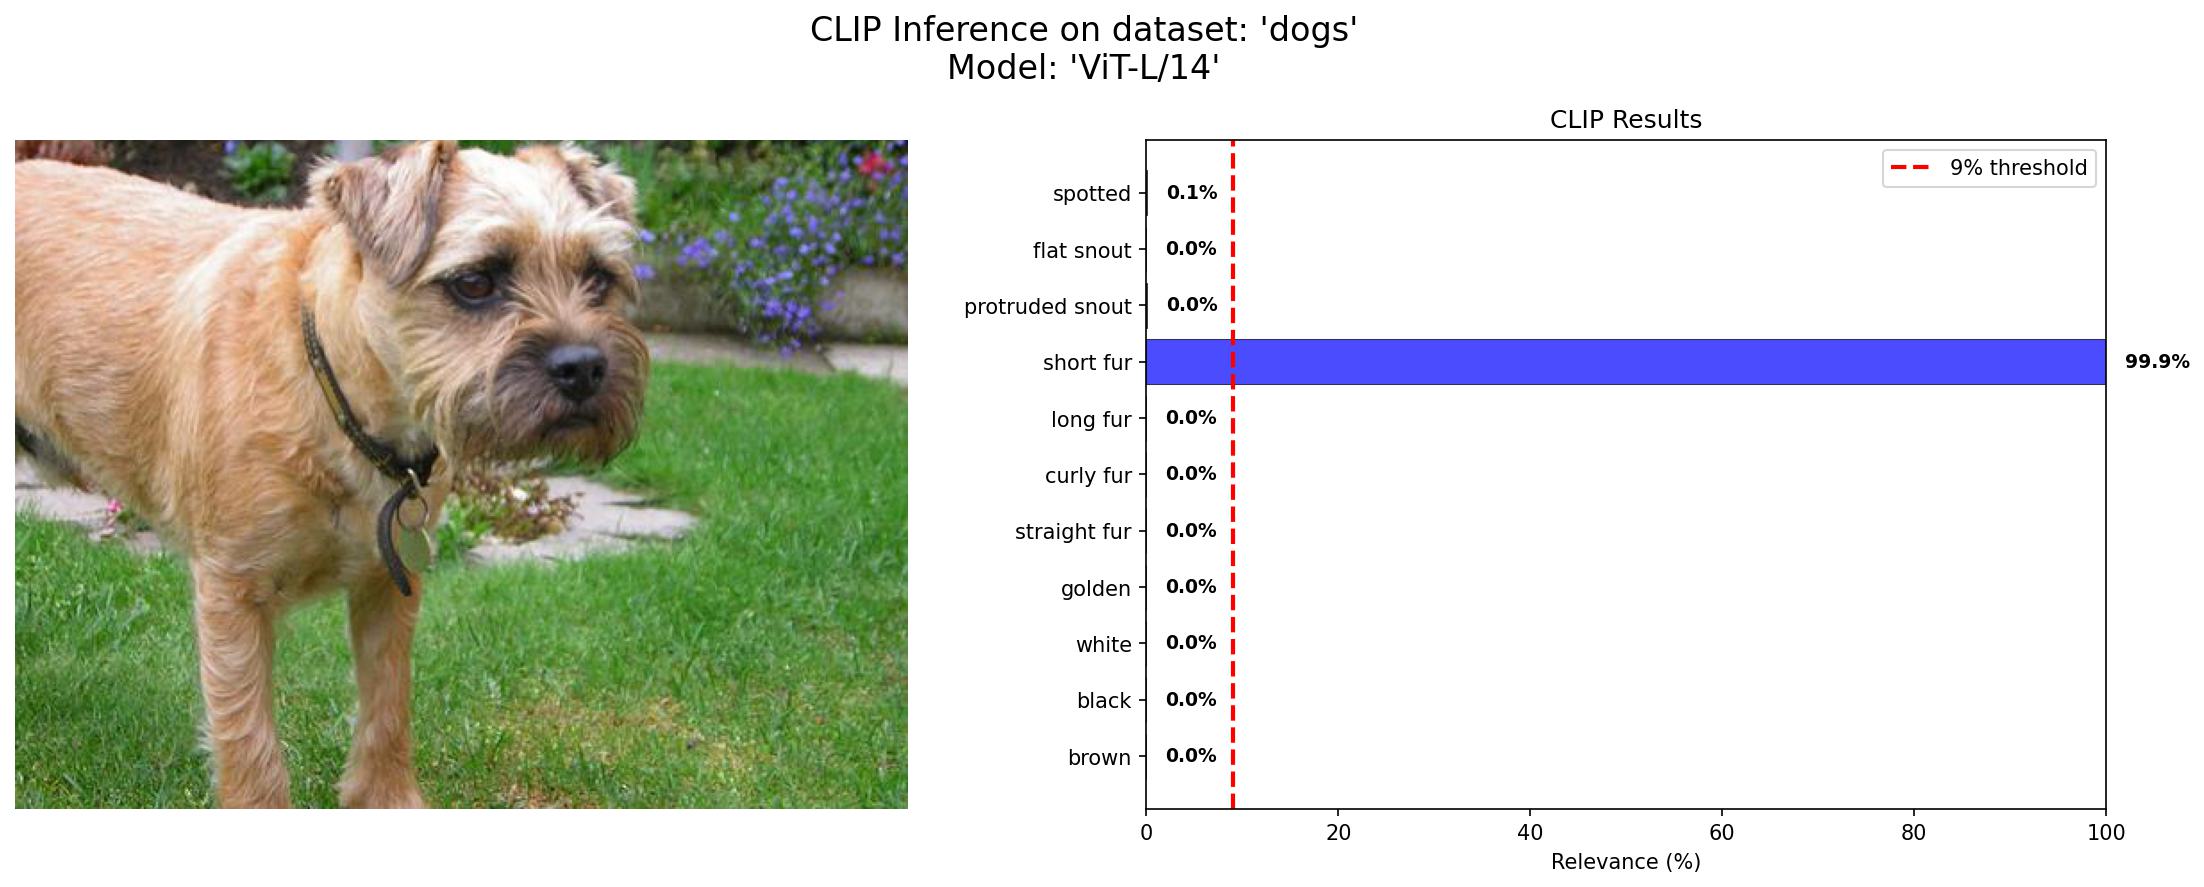 CLIP Inference on dataset: 'dogs'
Model: 'ViT-L/14'
CLIP Results
9% threshold
spotted 0.1%
flat snout 0.0%
protruded snout 0.0%
short fur 99.9%
long fur 0.0%
curly fur 0.0%
straight fur 0.0%
golden 0.0%
white 0.0%
black 0.0%
brown 0.0%
0 20 40 60 80 100
Relevance (%)